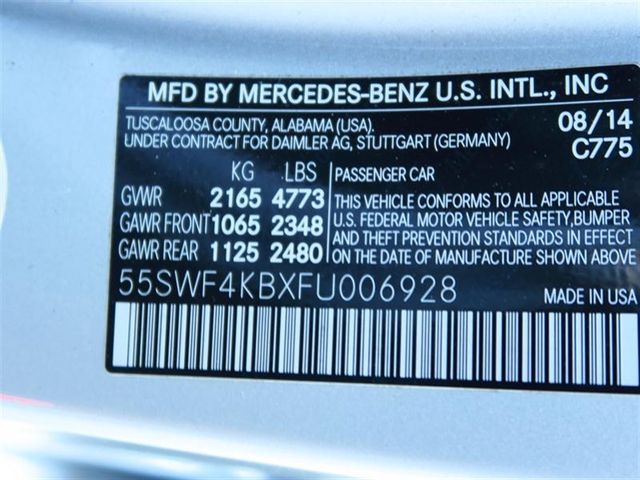 MFD BY MERCEDES-BENZ U.S. INTL., INC
TUSCALOOSA COUNTY, ALABAMA (USA). 08/14
UNDER CONTRACT FOR DAIMLER AG, STUTTGART (GERMANY) C775
KG LBS PASSENGER CAR
GVWR 2165 4773 THIS VEHICLE CONFORMS TO ALL APPLICABLE
GAWR FRONT 1065 2348 U.S. FEDERAL MOTOR VEHICLE SAFETY, BUMPER
AND THEFT PREVENTION STANDARDS IN EFFECT
GAWR REAR 1125 2480 ON THE DATE OF MANUFACTURE SHOWN ABOVE
55SWF4KBXFU006928 MADE IN USA